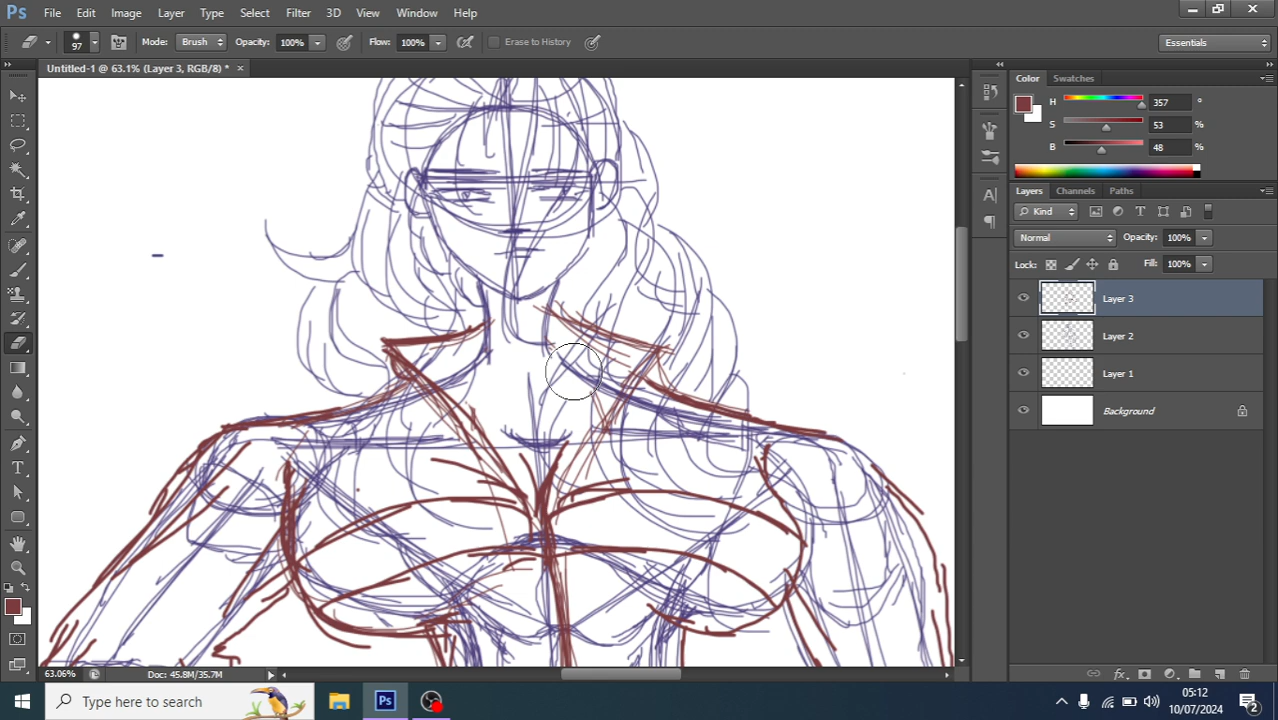 Ps File Edit Image Layer Type Select Filter 3D View Window Help
97 Mode: Brush Opacity: 100% Flow: 100% Erase to History Essentials
Untitled-1 @ 63.1% (Layer 3, RGB/8) * ×
Color Swatches
H 357 °
S 53 %
B 48 %
Layers Channels Paths
Kind
Normal Opacity: 100%
Lock: Fill: 100%
Layer 3
Layer 2
Layer 1
Background
63.06% Doc: 45.8M/35.7M
Type here to search Ps 05:12
10/07/2024 2